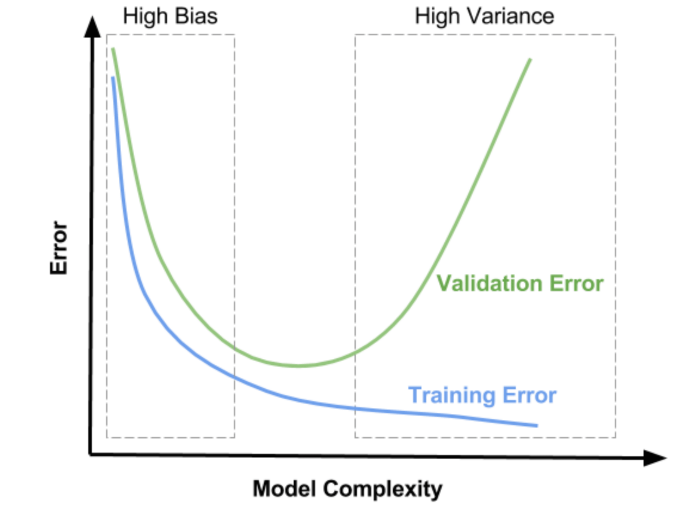 High Bias
High Variance
Error
Validation Error
Training Error
Model Complexity